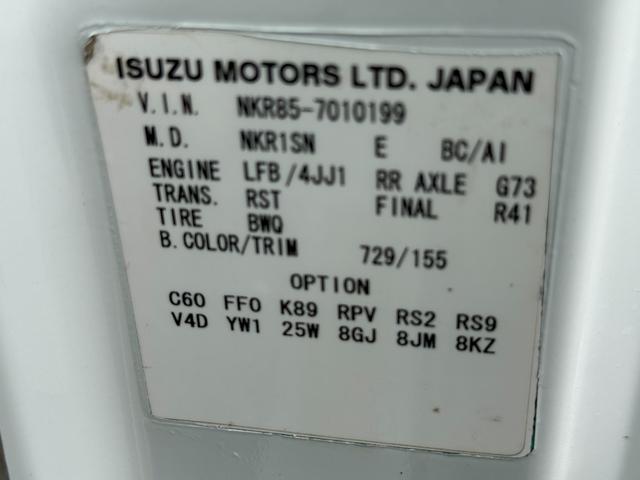 ISUZU MOTORS LTD. JAPAN
V.I.N. NKR85-7010199
M.D. NKR1SN E BC/AI
ENGINE LFB/4JJ1 RR AXLE G73
TRANS. RST FINAL R41
TIRE BWQ
B.COLOR/TRIM 729/155
OPTION
C60 FF0 K89 RPV RS2 RS9
V4D YW1 25W 8GJ 8JM 8KZ